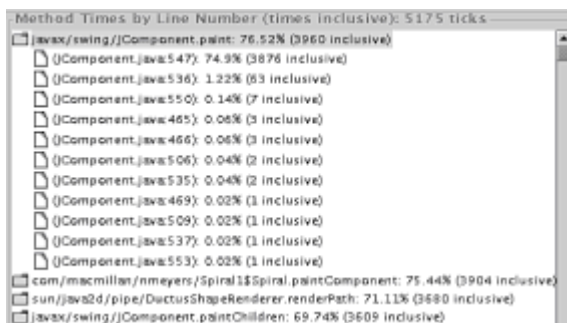 Method Times by Line Number (times inclusive): 5175 ticks
javax/swing/JComponent.paint: 76.52% (3960 inclusive)
(JComponent.java:547): 74.9% (3876 inclusive)
(JComponent.java:536): 1.22% (63 inclusive)
(JComponent.java:550): 0.14% (7 inclusive)
(JComponent.java:465): 0.06% (3 inclusive)
(JComponent.java:466): 0.06% (3 inclusive)
(JComponent.java:506): 0.04% (2 inclusive)
(JComponent.java:535): 0.04% (2 inclusive)
(JComponent.java:469): 0.02% (1 inclusive)
(JComponent.java:509): 0.02% (1 inclusive)
(JComponent.java:537): 0.02% (1 inclusive)
(JComponent.java:553): 0.02% (1 inclusive)
com/macmillan/nmeyers/Spiral1$Spiral.paintComponent: 75.44% (3904 inclusive)
sun/java2d/pipe/DuctusShapeRenderer.renderPath: 71.11% (3680 inclusive)
javax/swing/JComponent.paintChildren: 69.74% (3609 inclusive)